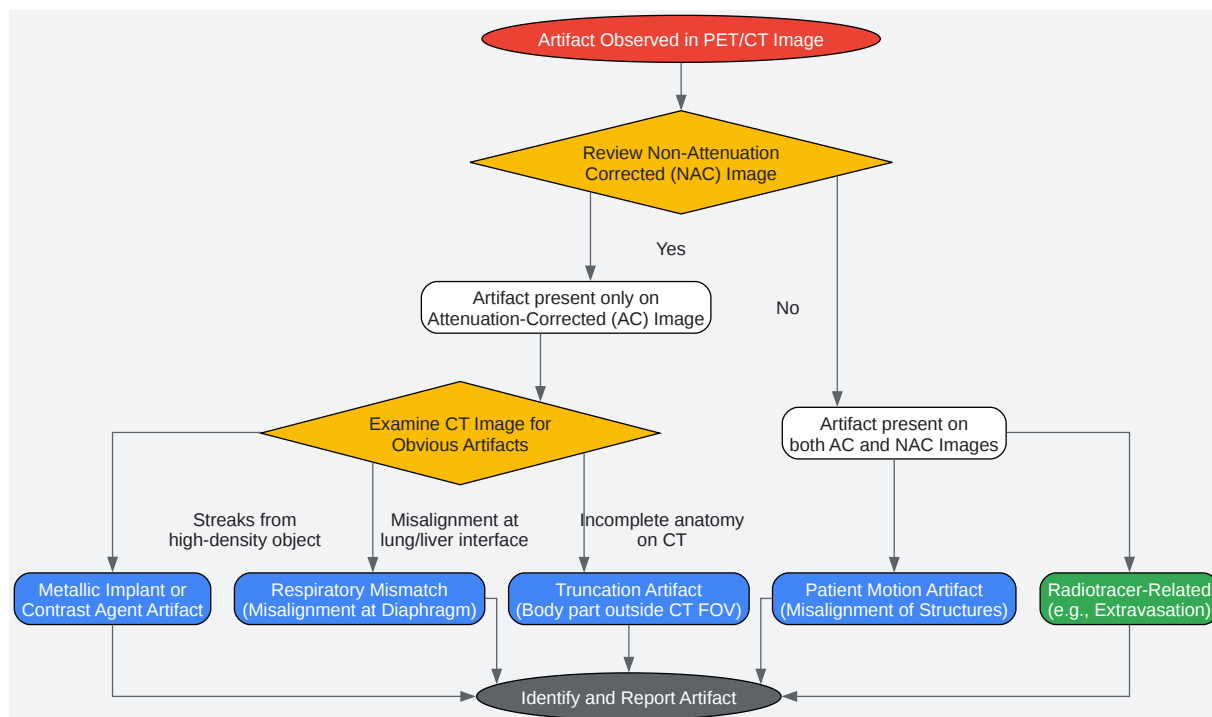 Artifact Observed in PET/CT Image
Review Non-Attenuation
Corrected (NAC) Image
Yes
Artifact present only on
Attenuation-Corrected (AC) Image
No
Examine CT Image for
Obvious Artifacts
Artifact present on
both AC and NAC Images
Streaks from
high-density object
Misalignment at
lung/liver interface
Incomplete anatomy
on CT
Metallic Implant or
Contrast Agent Artifact
Respiratory Mismatch
(Misalignment at Diaphragm)
Truncation Artifact
(Body part outside CT FOV)
Patient Motion Artifact
(Misalignment of Structures)
Radiotracer-Related
(e.g., Extravasation)
Identify and Report Artifact